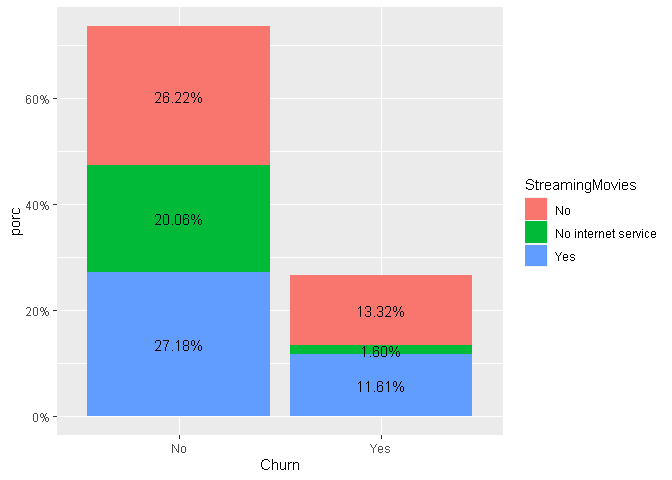 60%
40%
20%
0%
porc
26.22%
20.06%
27.18%
13.32%
1.60%
11.61%
No
Yes
Churn
StreamingMovies
No
No internet service
Yes